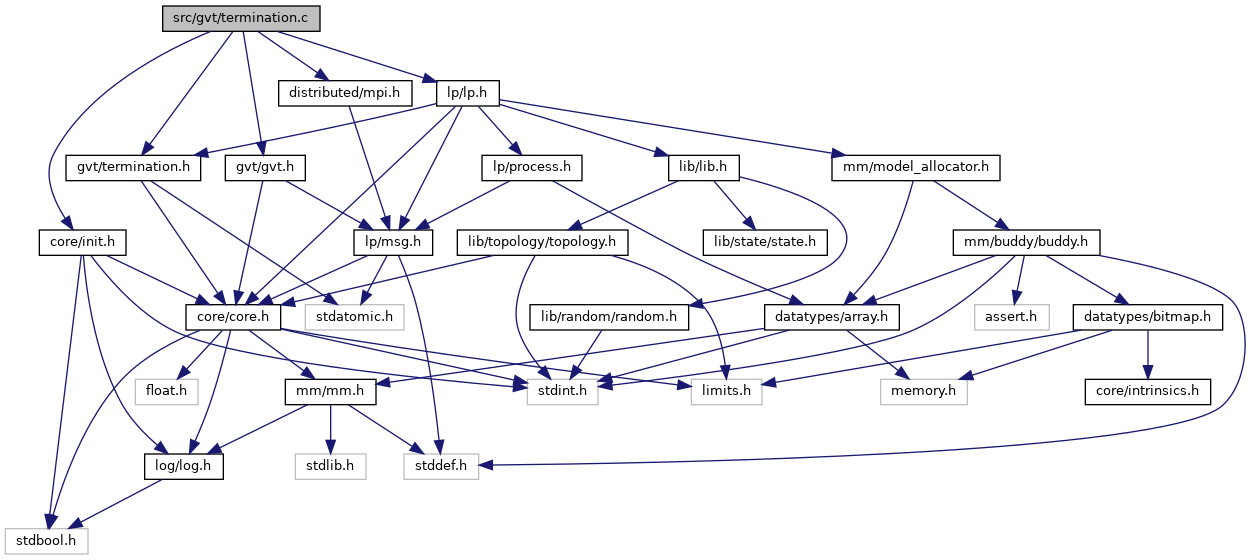 src/gvt/termination.c
distributed/mpi.h
lp/lp.h
gvt/termination.h
gvt/gvt.h
lp/process.h
lib/lib.h
mm/model_allocator.h
core/init.h
lp/msg.h
lib/topology/topology.h
lib/state/state.h
mm/buddy/buddy.h
core/core.h
stdatomic.h
lib/random/random.h
datatypes/array.h
assert.h
datatypes/bitmap.h
float.h
mm/mm.h
stdint.h
limits.h
memory.h
core/intrinsics.h
log/log.h
stdlib.h
stddef.h
stdbool.h